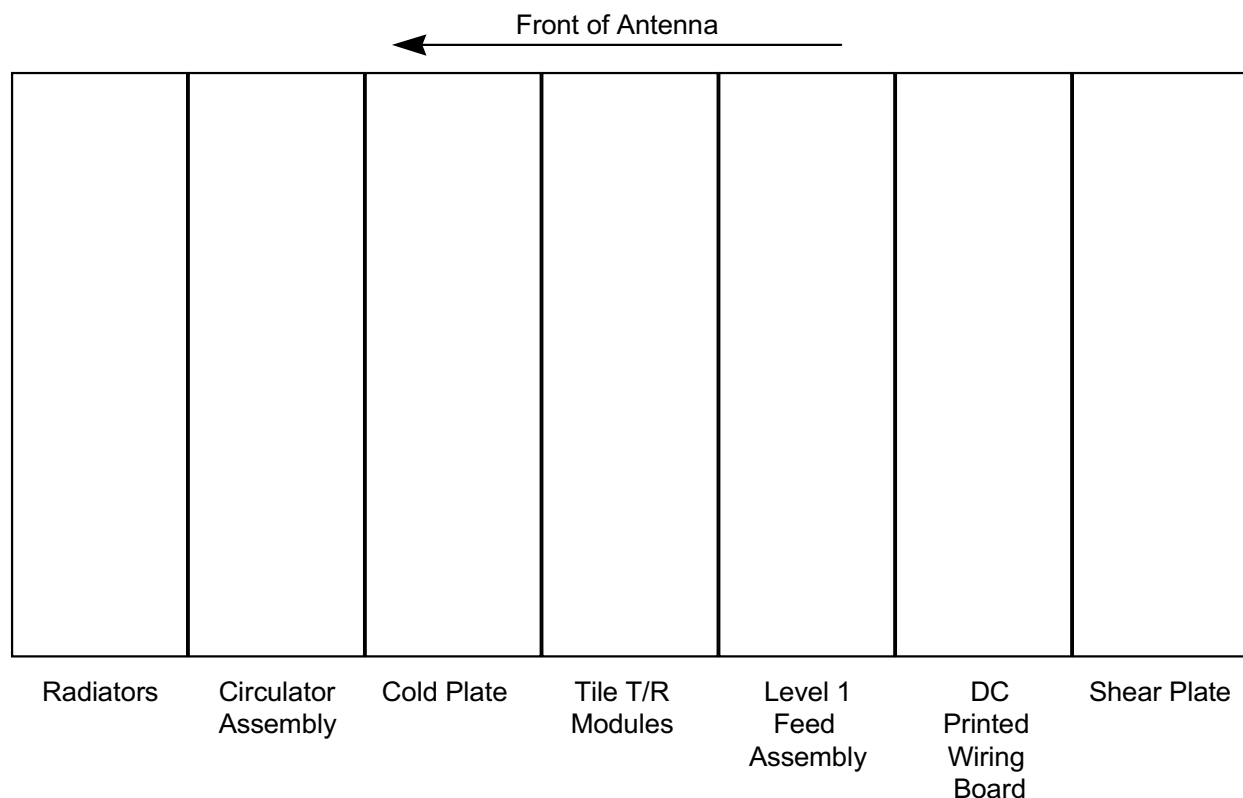 Front of Antenna
Radiators
Circulator
Assembly
Cold Plate
Tile T/R
Modules
Level 1
Feed
Assembly
DC
Printed
Wiring
Board
Shear Plate